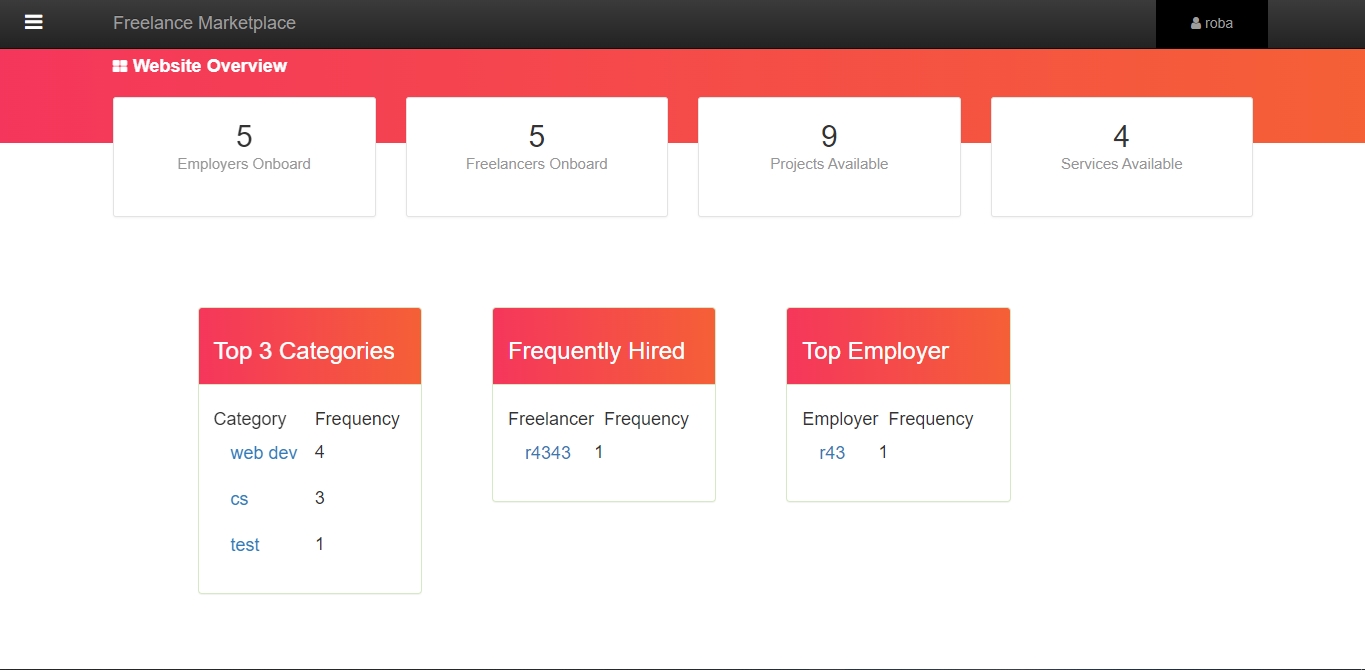 Freelance Marketplace roba
Website Overview
5 5 9 4
Employers Onboard Freelancers Onboard Projects Available Services Available
Top 3 Categories Frequently Hired Top Employer
Category Frequency Freelancer Frequency Employer Frequency
web dev 4 r4343 1 r43 1
cs 3
test 1